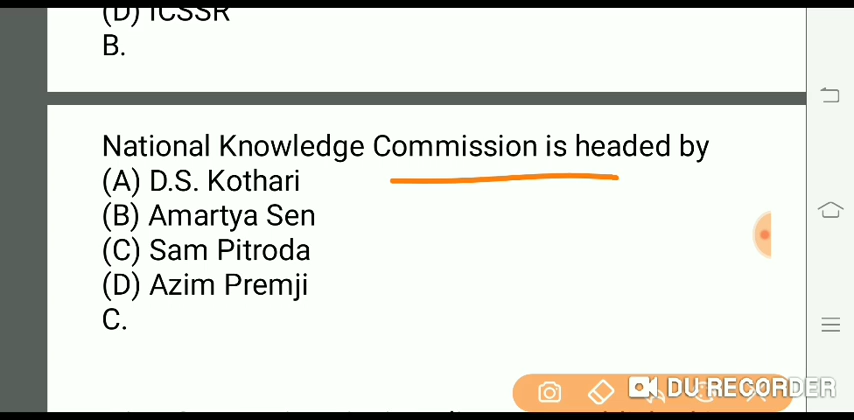 (D) ICSSR
B.
National Knowledge Commission is headed by
(A) D.S. Kothari
(B) Amartya Sen
(C) Sam Pitroda
(D) Azim Premji
C.
DU RECORDER